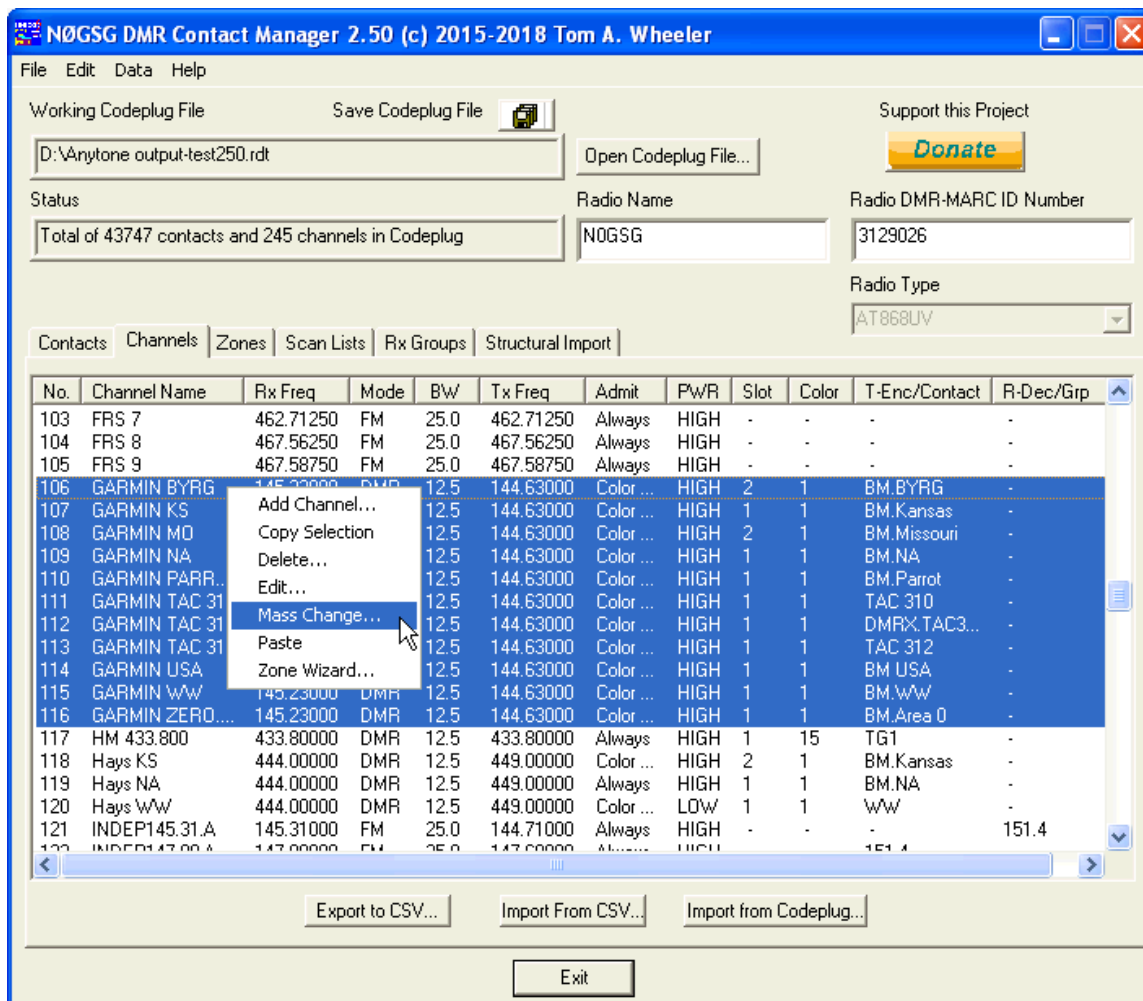 NØGSG DMR Contact Manager 2.50 (c) 2015-2018 Tom A. Wheeler
File Edit Data Help
Working Codeplug File Save Codeplug File Support this Project
D:\Anytone output-test250.rdt Open Codeplug File... Donate
Status Radio Name Radio DMR-MARC ID Number
Total of 43747 contacts and 245 channels in Codeplug N0GSG 3129026
Radio Type
AT868UV
Contacts Channels Zones Scan Lists Rx Groups Structural Import
No. Channel Name Rx Freq Mode BW Tx Freq Admit PWR Slot Color T-Enc/Contact R-Dec/Grp
103 FRS 7 462.71250 FM 25.0 462.71250 Always HIGH - - - -
104 FRS 8 467.56250 FM 25.0 467.56250 Always HIGH - - - -
105 FRS 9 467.58750 FM 25.0 467.58750 Always HIGH - - - -
106 GARMIN BYRG 145.23000 DMR 12.5 144.63000 Color ... HIGH 2 1 BM.BYRG -
107 GARMIN KS 12.5 144.63000 Color ... HIGH 1 1 BM.Kansas -
108 GARMIN MO 12.5 144.63000 Color ... HIGH 2 1 BM.Missouri -
109 GARMIN NA 12.5 144.63000 Color ... HIGH 1 1 BM.NA -
110 GARMIN PARR... 12.5 144.63000 Color ... HIGH 1 1 BM.Parrot -
111 GARMIN TAC 31 12.5 144.63000 Color ... HIGH 1 1 TAC 310 -
112 GARMIN TAC 31 12.5 144.63000 Color ... HIGH 1 1 DMRX.TAC3... -
113 GARMIN TAC 31 12.5 144.63000 Color ... HIGH 1 1 TAC 312 -
114 GARMIN USA 12.5 144.63000 Color ... HIGH 1 1 BM USA -
115 GARMIN WW 145.23000 DMR 12.5 144.63000 Color ... HIGH 1 1 BM.WW -
116 GARMIN ZERO.... 145.23000 DMR 12.5 144.63000 Color ... HIGH 1 1 BM.Area 0 -
117 HM 433.800 433.80000 DMR 12.5 433.80000 Always HIGH 1 15 TG1 -
118 Hays KS 444.00000 DMR 12.5 449.00000 Color ... HIGH 2 1 BM.Kansas -
119 Hays NA 444.00000 DMR 12.5 449.00000 Always HIGH 1 1 BM.NA -
120 Hays WW 444.00000 DMR 12.5 449.00000 Color ... LOW 1 1 WW -
121 INDEP145.31.A 145.31000 FM 25.0 144.71000 Always HIGH - - - 151.4
Add Channel...
Copy Selection
Delete...
Edit...
Mass Change...
Paste
Zone Wizard...
Export to CSV... Import From CSV... Import from Codeplug...
Exit